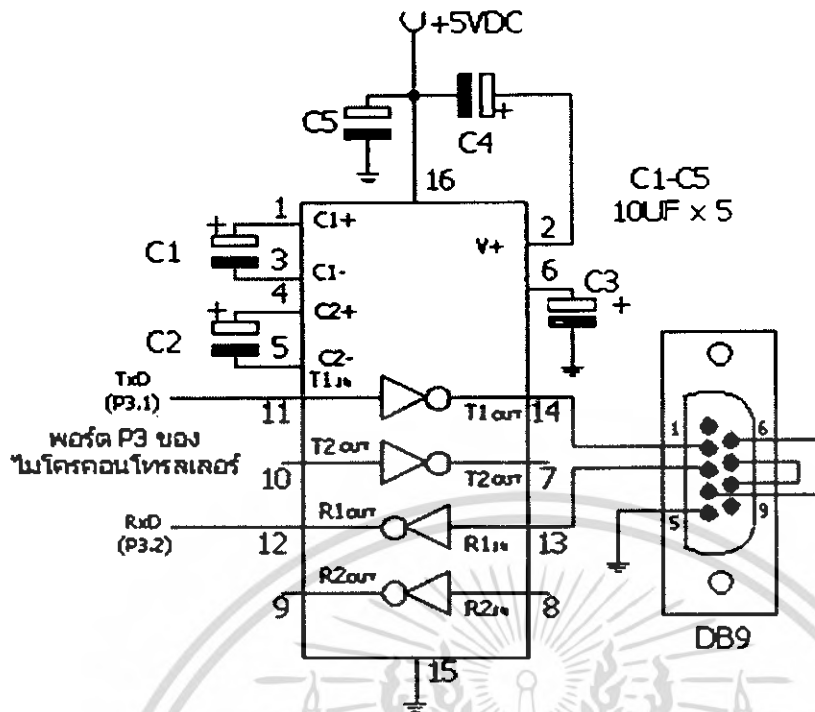 +5VDC
C5
C4
+
16
C1-C5
10UF x 5
1
C1+
+
C1
3
C1-
4
C2+
+
C2
5
C2-
2
V+
6
C3
+
TxD
(P3.1)
11
T1IN
T1OUT
14
พอร์ต P3 ของ
ไมโครคอนโทรลเลอร์
10
T2OUT
T2OUT
7
RxD
(P3.2)
12
R1OUT
R1IN
13
9
R2OUT
R2IN
8
15
1
6
5
9
DB9